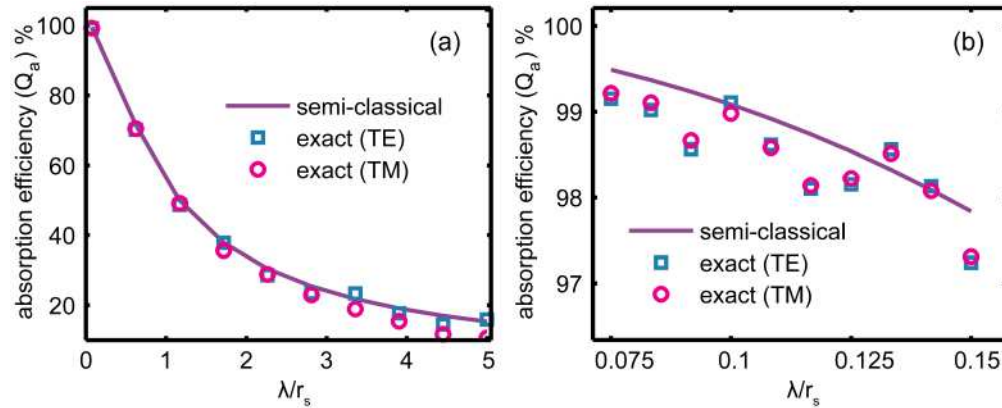 (a)
absorption efficiency (Qa) %
100
80
60
40
20
semi-classical
exact (TE)
exact (TM)
0 1 2 3 4 5
λ/rs
(b)
absorption efficiency (Qa) %
100
99
98
97
semi-classical
exact (TE)
exact (TM)
0.075 0.1 0.125 0.15
λ/rs